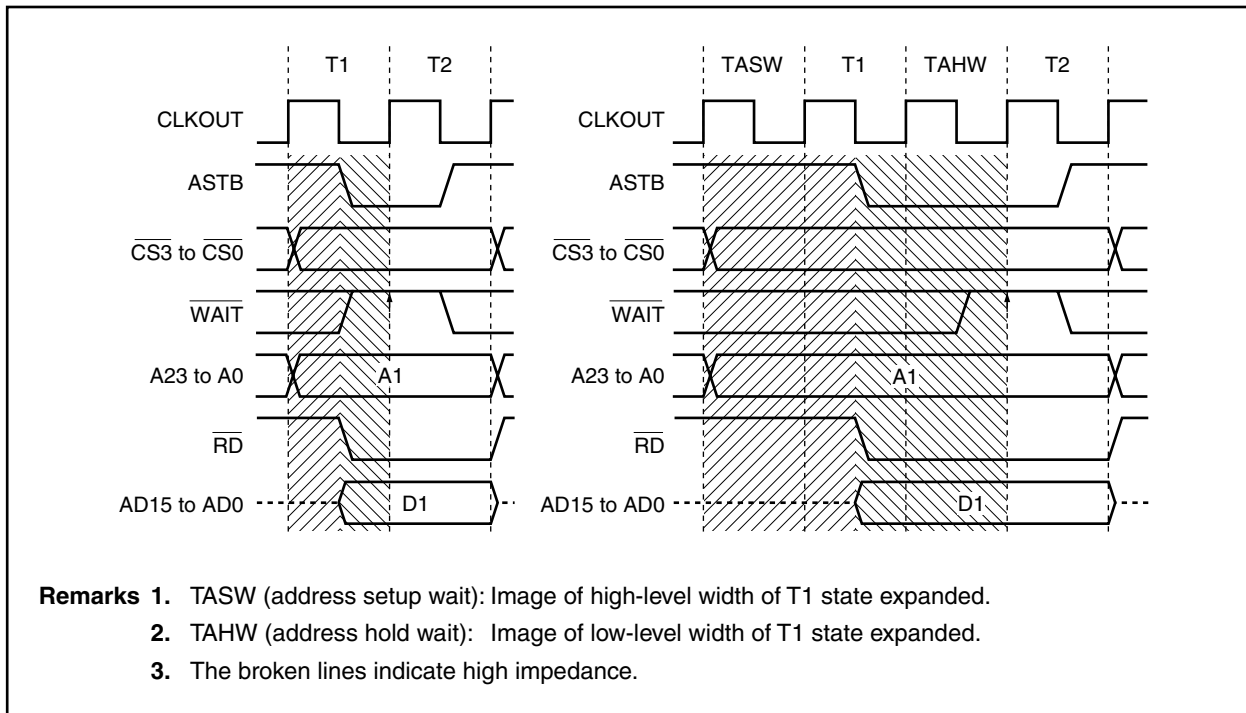 T1 T2 TASW T1 TAHW T2
CLKOUT CLKOUT
ASTB ASTB
CS3 to CS0 CS3 to CS0
WAIT WAIT
A23 to A0 A1 A23 to A0 A1
RD RD
AD15 to AD0 D1 AD15 to AD0 D1
Remarks 1. TASW (address setup wait): Image of high-level width of T1 state expanded.
2. TAHW (address hold wait): Image of low-level width of T1 state expanded.
3. The broken lines indicate high impedance.